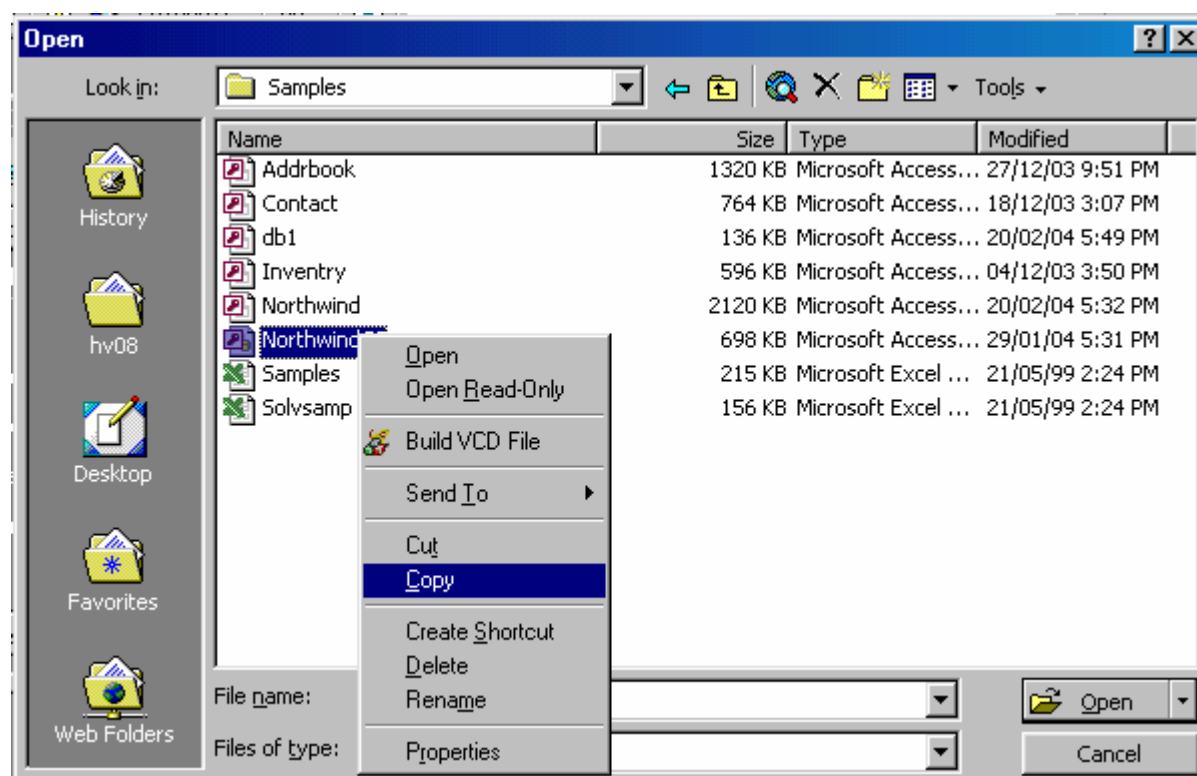 Open
Look in: Samples Tools
Name Size Type Modified
Addrbook 1320 KB Microsoft Access... 27/12/03 9:51 PM
Contact 764 KB Microsoft Access... 18/12/03 3:07 PM
db1 136 KB Microsoft Access... 20/02/04 5:49 PM
Inventry 596 KB Microsoft Access... 04/12/03 3:50 PM
Northwind 2120 KB Microsoft Access... 20/02/04 5:32 PM
Northwind 698 KB Microsoft Access... 29/01/04 5:31 PM
Samples 215 KB Microsoft Excel ... 21/05/99 2:24 PM
Solvsamp 156 KB Microsoft Excel ... 21/05/99 2:24 PM
History
hv08
Desktop
Favorites
Web Folders
Open
Open Read-Only
Build VCD File
Send To
Cut
Copy
Create Shortcut
Delete
Rename
Properties
File name: Open
Files of type: Cancel